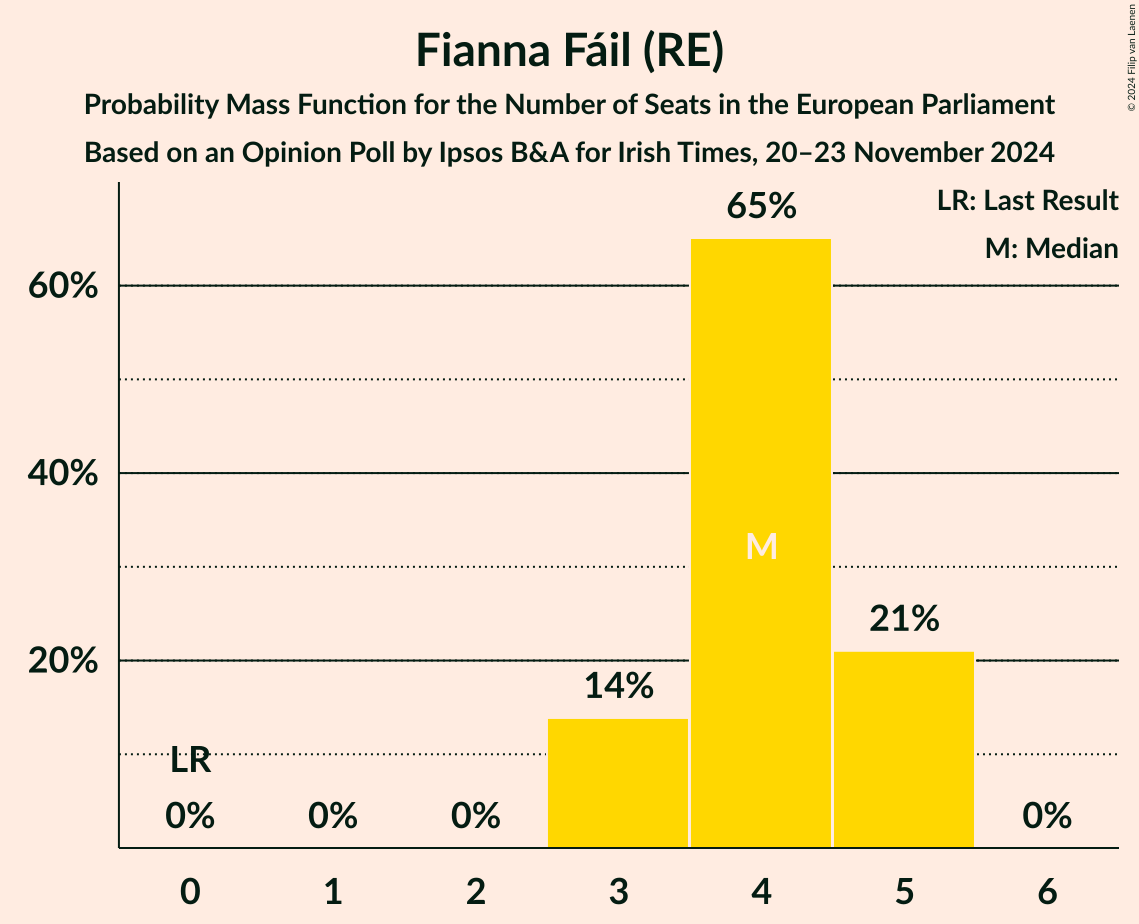 Fianna Fáil (RE)
Probability Mass Function for the Number of Seats in the European Parliament
Based on an Opinion Poll by Ipsos B&A for Irish Times, 20–23 November 2024
© 2024 Filip van Laenen
LR: Last Result
M: Median
65%
60%
40%
M
21%
20%
14%
LR
0%
0%
0%
0%
0
1
2
3
4
5
6